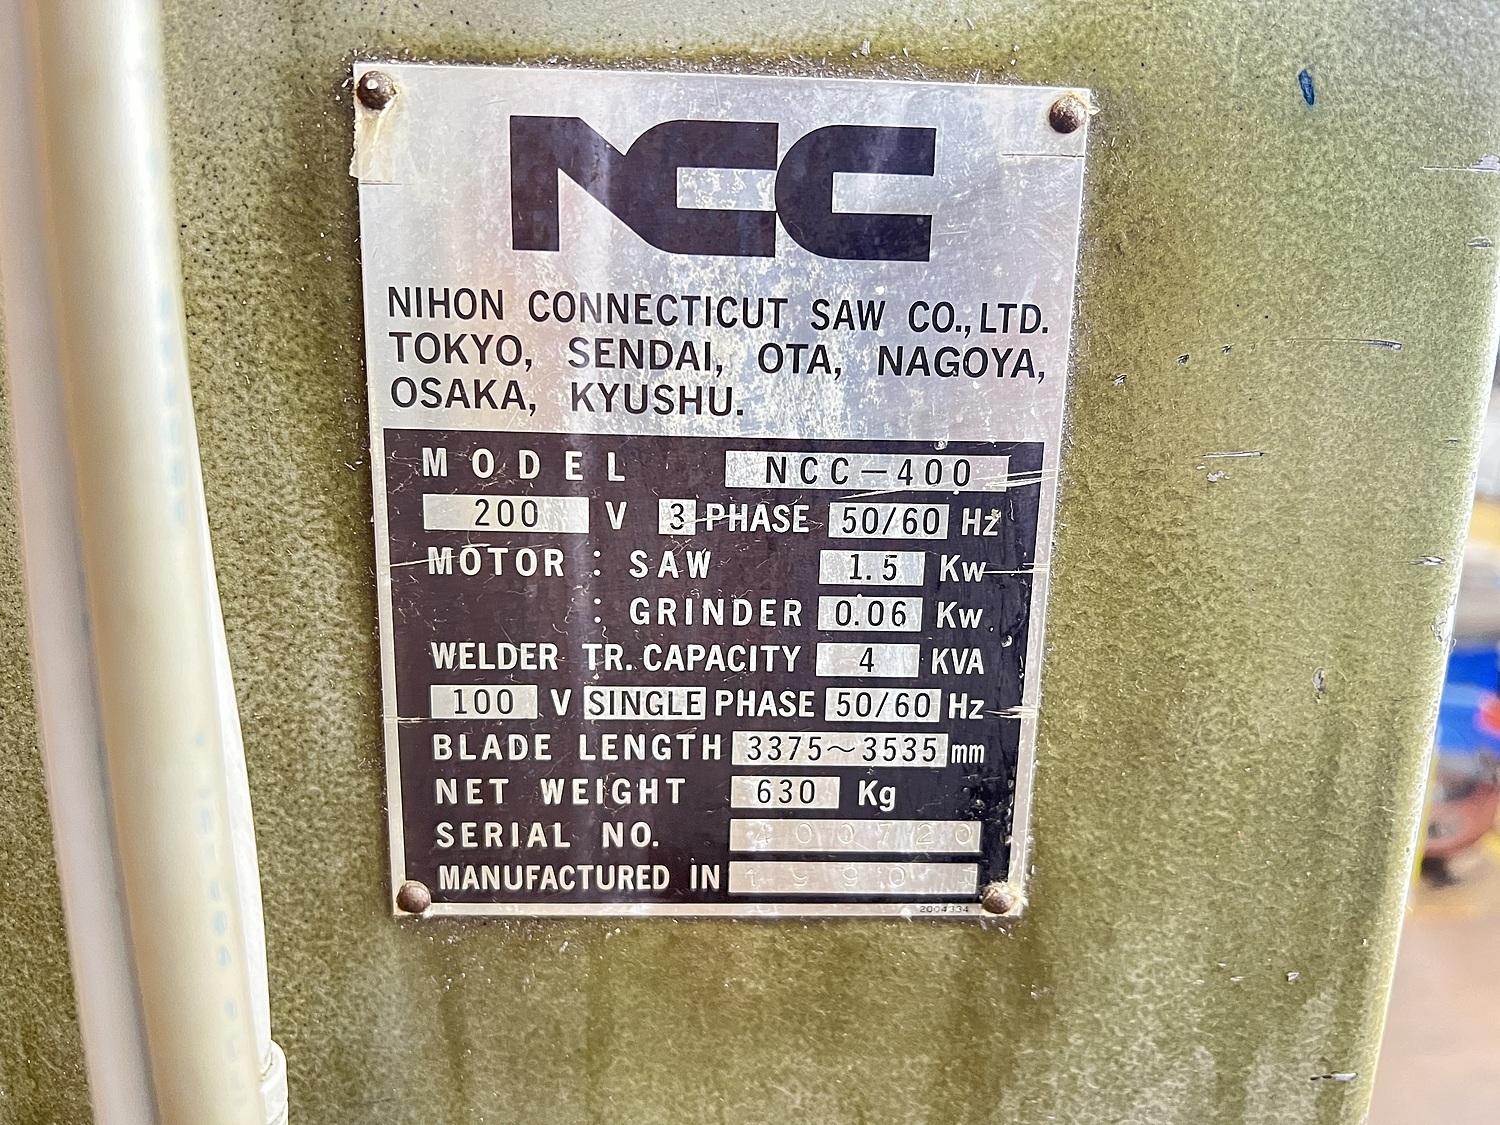 NCC
NIHON CONNECTICUT SAW CO., LTD.
TOKYO, SENDAI, OTA, NAGOYA,
OSAKA, KYUSHU.
MODEL NCC-400
200 V 3 PHASE 50/60 Hz
MOTOR : SAW 1.5 Kw
: GRINDER 0.06 Kw
WELDER TR. CAPACITY 4 KVA
100 V SINGLE PHASE 50/60 Hz
BLADE LENGTH 3375~3535 mm
NET WEIGHT 630 Kg
SERIAL NO. 400720
MANUFACTURED IN 1990.1
2004334